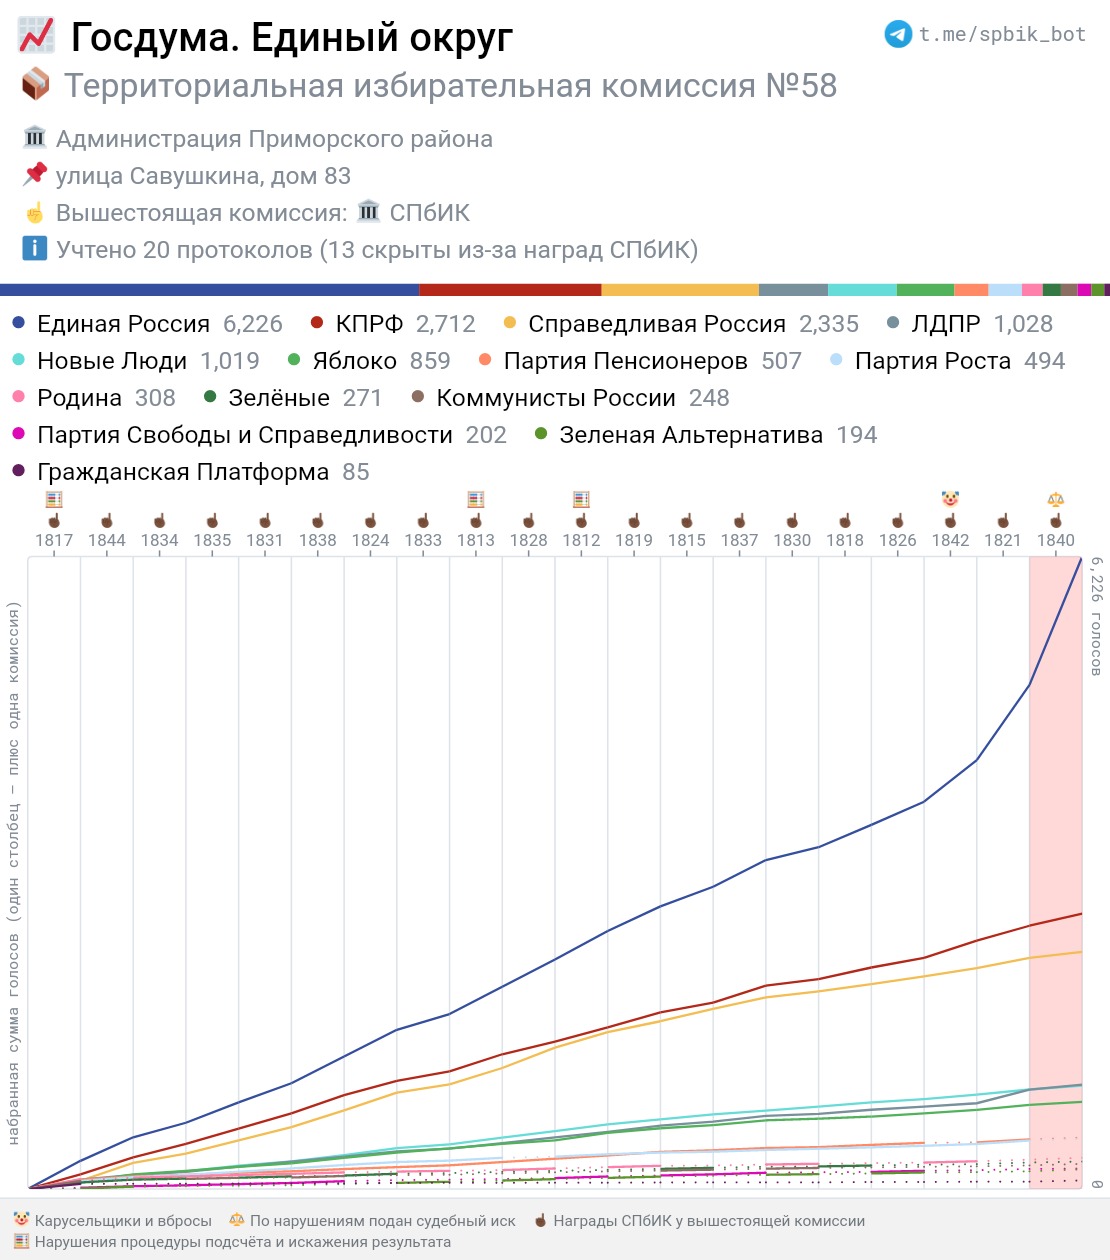 Госдума. Единый округ
t.me/spbik_bot
Территориальная избирательная комиссия №58
Администрация Приморского района
улица Савушкина, дом 83
Вышестоящая комиссия: СПбИК
Учтено 20 протоколов (13 скрыты из-за наград СПбИК)
Единая Россия 6,226 КПРФ 2,712 Справедливая Россия 2,335 ЛДПР 1,028
Новые Люди 1,019 Яблоко 859 Партия Пенсионеров 507 Партия Роста 494
Родина 308 Зелёные 271 Коммунисты России 248
Партия Свободы и Справедливости 202 Зеленая Альтернатива 194
Гражданская Платформа 85
1817 1844 1834 1835 1831 1838 1824 1833 1813 1828 1812 1819 1815 1837 1830 1818 1826 1842 1821 1840
набранная сумма голосов (один столбец — плюс одна комиссия)
6,226 голосов
0
Карусельщики и вбросы По нарушениям подан судебный иск Награды СПбИК у вышестоящей комиссии
Нарушения процедуры подсчёта и искажения результата